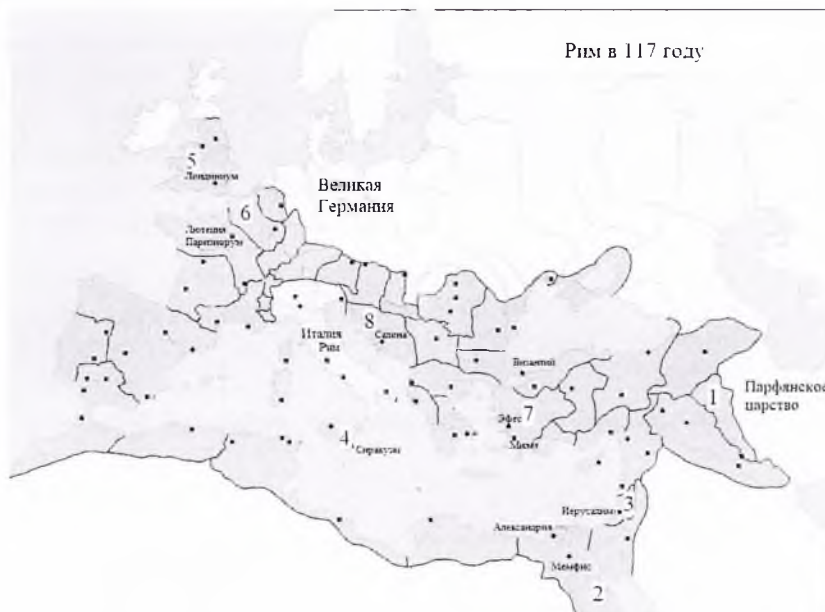 Рим в 117 году
5
Лондиниум
Великая
Германия
6
Лютеция
Паризиорум
8
Салона
Италия
Рим
Византий
1
Парфянское
царство
Эфес
7
4
Сиракузы
3
Иерусалим
Александрия
Мемфис
2